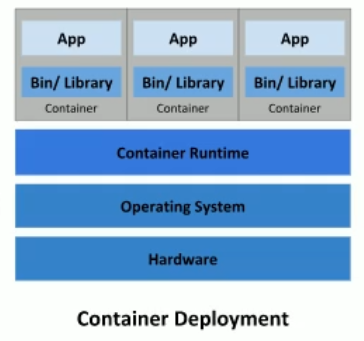 App App App
Bin/ Library Bin/ Library Bin/ Library
Container Container Container
Container Runtime
Operating System
Hardware
Container Deployment